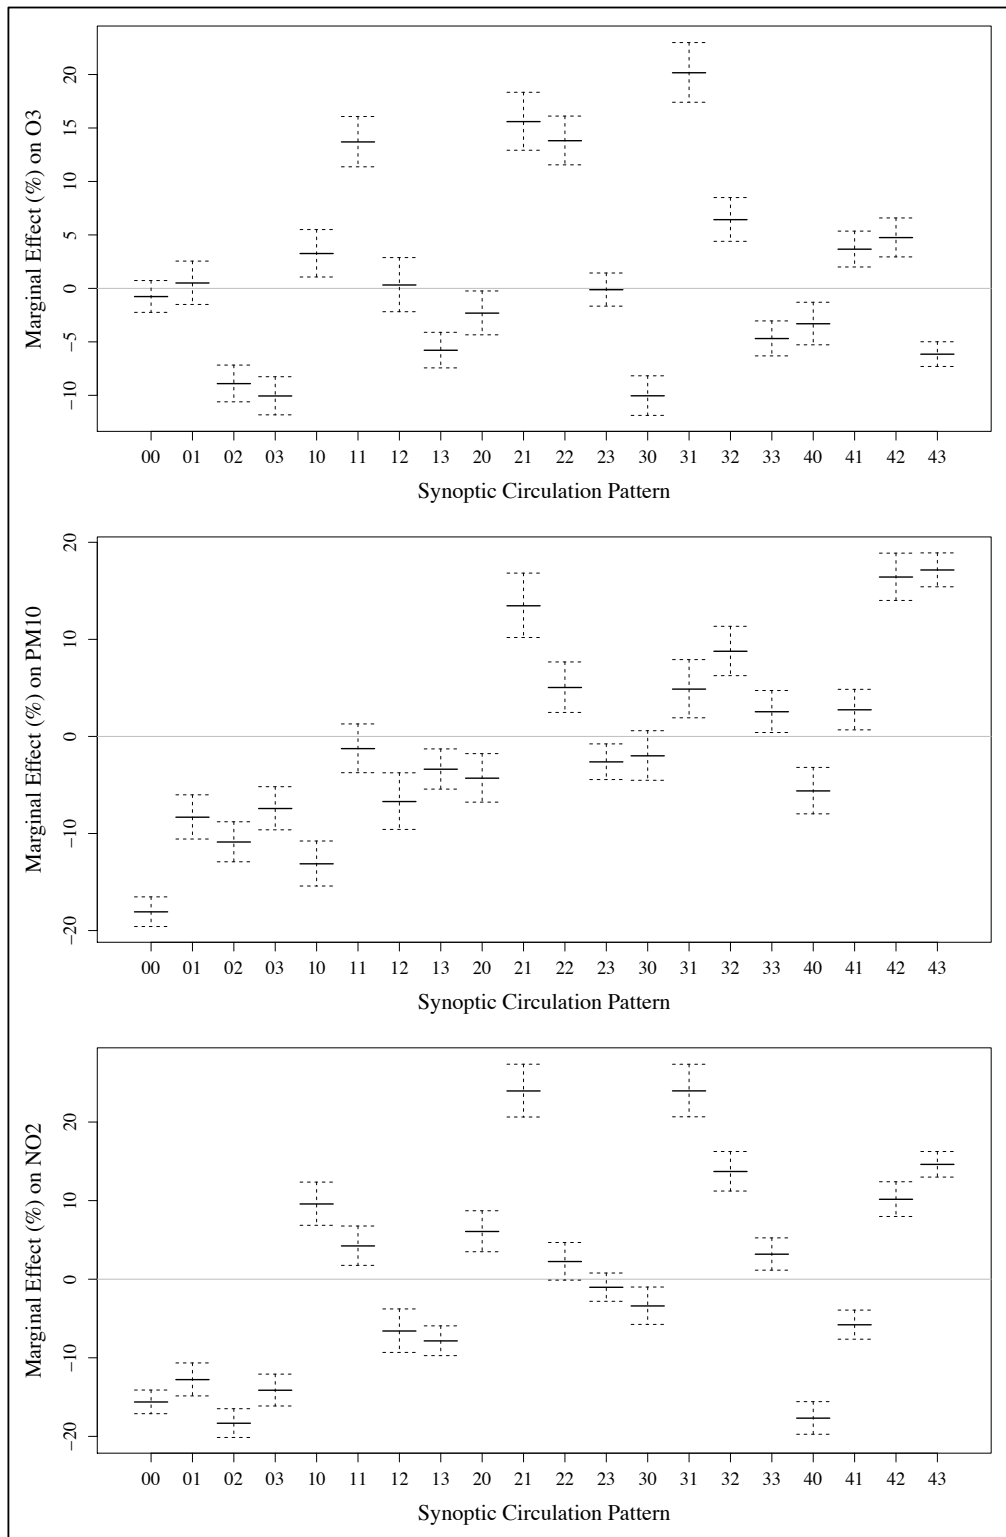 Marginal Effect (%) on O3
20
15
10
5
0
−5
−10
00 01 02 03 10 11 12 13 20 21 22 23 30 31 32 33 40 41 42 43
Synoptic Circulation Pattern
Marginal Effect (%) on PM10
20
10
0
−10
−20
00 01 02 03 10 11 12 13 20 21 22 23 30 31 32 33 40 41 42 43
Synoptic Circulation Pattern
Marginal Effect (%) on NO2
20
10
0
−10
−20
00 01 02 03 10 11 12 13 20 21 22 23 30 31 32 33 40 41 42 43
Synoptic Circulation Pattern